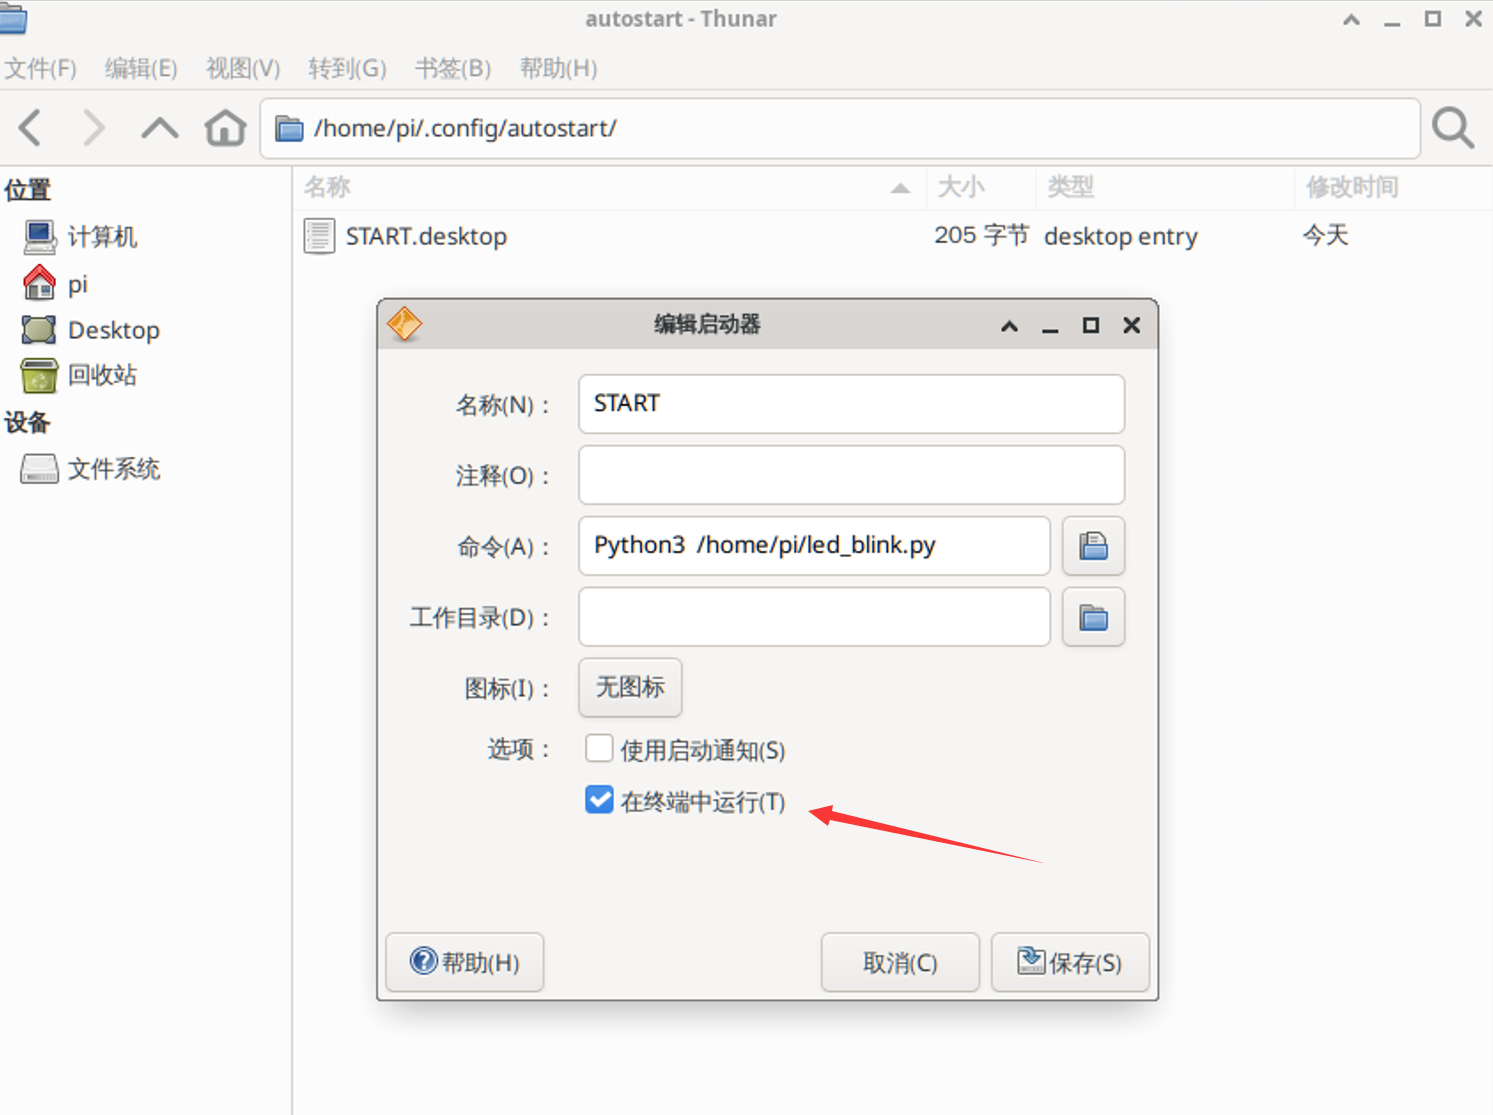 autostart - Thunar
文件(F) 编辑(E) 视图(V) 转到(G) 书签(B) 帮助(H)
/home/pi/.config/autostart/
位置
计算机
pi
Desktop
回收站
设备
文件系统
名称 大小 类型 修改时间
START.desktop 205 字节 desktop entry 今天
编辑启动器
名称(N)： START
注释(O)：
命令(A)： Python3 /home/pi/led_blink.py
工作目录(D)：
图标(I)： 无图标
选项： 使用启动通知(S)
在终端中运行(T)
帮助(H) 取消(C) 保存(S)